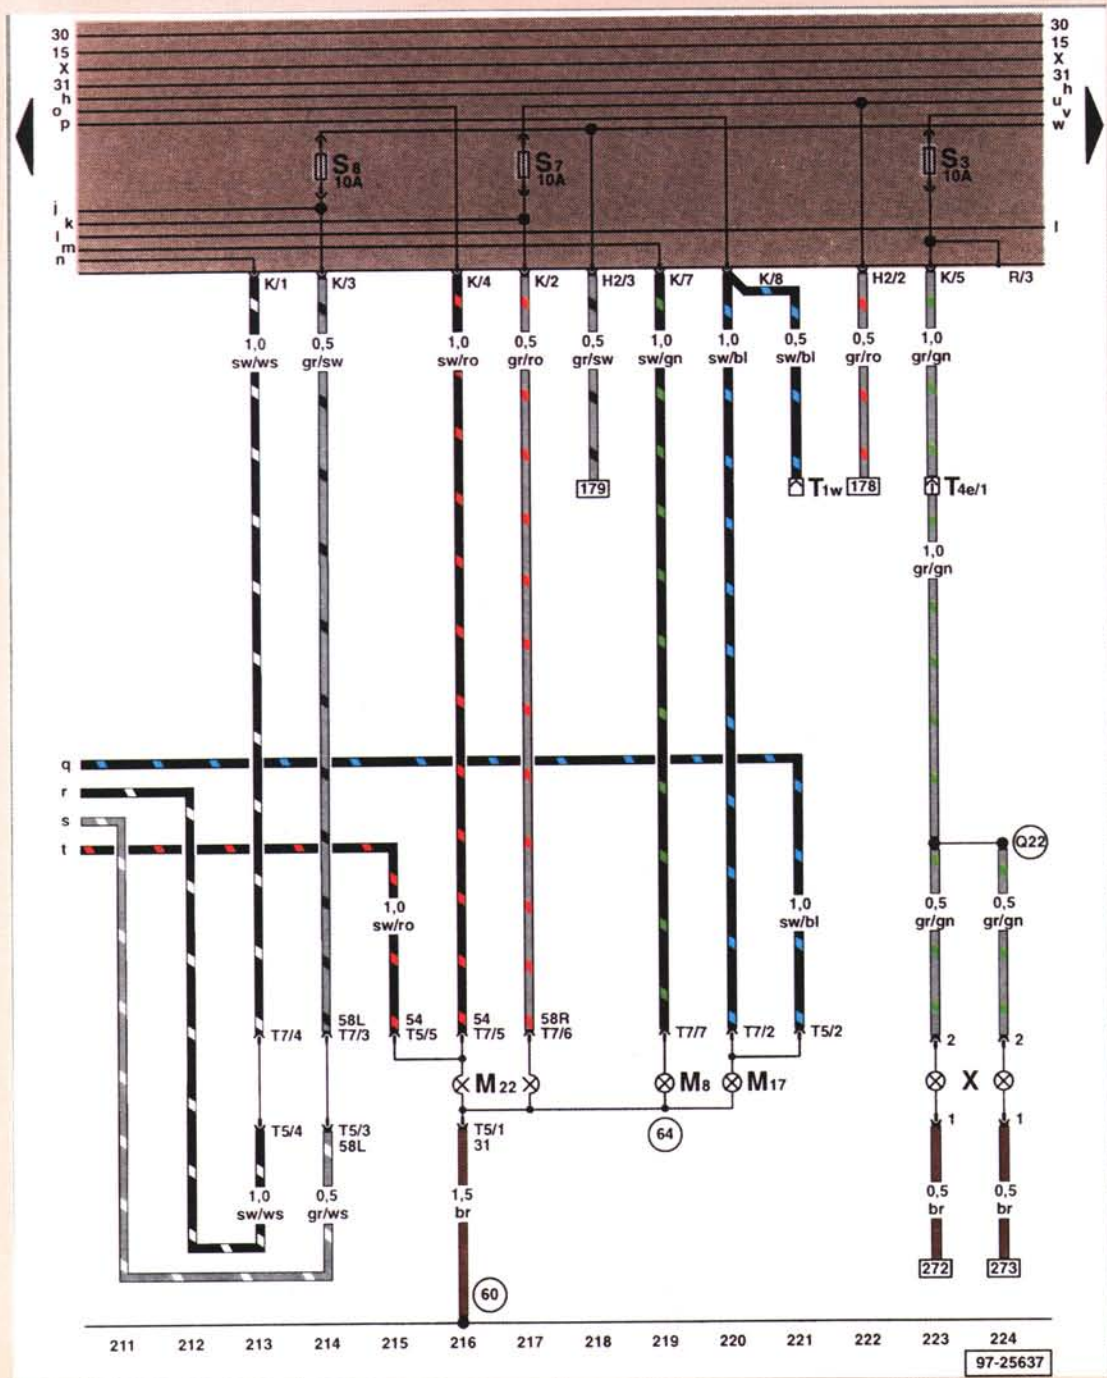 30 30
15 15
X X
31 31
h h
o u
p v
w
S8 S7 S3
10A 10A 10A
j
k
l l
m
n
K/1 K/3 K/4 K/2 H2/3 K/7 K/8 H2/2 K/5 R/3
1,0 0,5 1,0 0,5 0,5 1,0 1,0 0,5 0,5 1,0
sw/ws gr/sw sw/ro gr/ro gr/sw sw/gn sw/bl sw/bl gr/ro gr/gn
179 T1w 178 T4e/1
1,0
gr/gn
q
r
s
t
Q22
1,0 1,0 0,5 0,5
sw/ro sw/bl gr/gn gr/gn
58L 54 54 58R
T7/4 T7/3 T5/5 T7/5 T7/6 T7/7 T7/2 T5/2 2 2
M22 M8 M17 X
T5/4 T5/3 T5/1 64 1 1
58L 31
1,0 0,5 1,5 0,5 0,5
sw/ws gr/ws br br br
272 273
60
211 212 213 214 215 216 217 218 219 220 221 222 223 224
97-25637